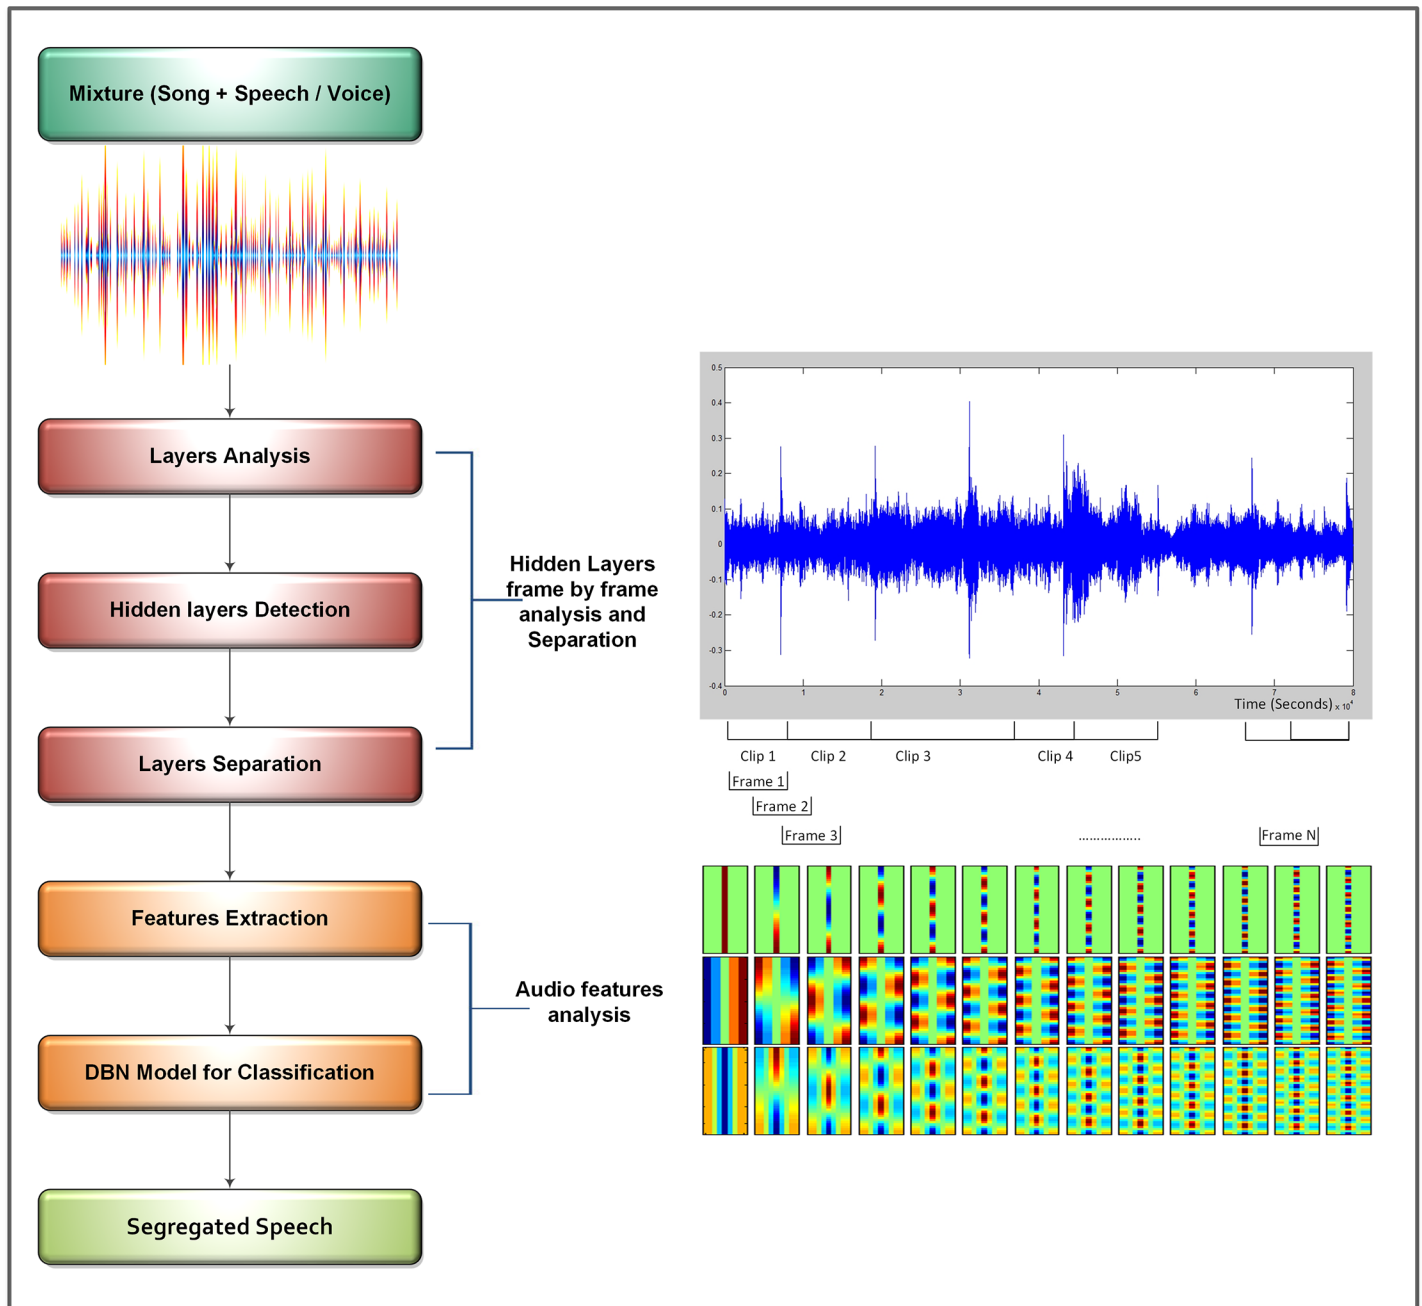 Mixture (Song + Speech / Voice)
Layers Analysis
Hidden layers Detection
Layers Separation
Hidden Layers
frame by frame
analysis and
Separation
Features Extraction
DBN Model for Classification
Audio features
analysis
Segregated Speech
0.5
0.4
0.3
0.2
0.1
0
-0.1
-0.2
-0.3
-0.4
0 1 2 3 4 5 6 7 8
Time (Seconds) x 10⁴
Clip 1 Clip 2 Clip 3 Clip 4 Clip5
Frame 1
Frame 2
Frame 3 ................ Frame N